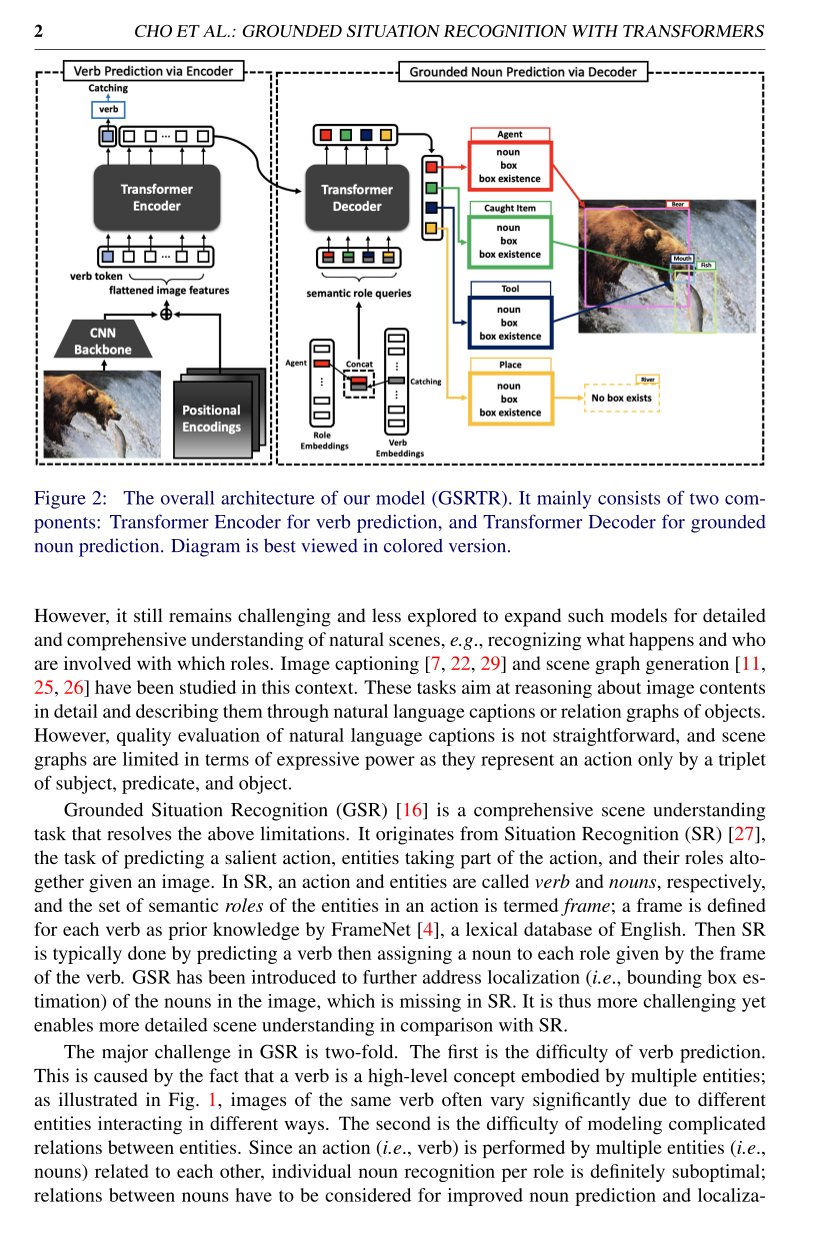 2
CHO ET AL.: GROUNDED SITUATION RECOGNITION WITH TRANSFORMERS
Verb Prediction via Encoder
Catching
verb
Transformer
Encoder
verb token
flattened image features
CNN
Backbone
Positional
Encodings
Grounded Noun Prediction via Decoder
Transformer
Decoder
semantic role queries
Agent
Concat
Catching
Role
Embeddings
Verb
Embeddings
Agent
noun
box
box existence
Caught Item
noun
box
box existence
Tool
noun
box
box existence
Place
noun
box
box existence
Bear
Mouth
Fish
River
No box exists
Figure 2: The overall architecture of our model (GSRTR). It mainly consists of two com-
ponents: Transformer Encoder for verb prediction, and Transformer Decoder for grounded
noun prediction. Diagram is best viewed in colored version.
However, it still remains challenging and less explored to expand such models for detailed
and comprehensive understanding of natural scenes, e.g., recognizing what happens and who
are involved with which roles. Image captioning [7, 22, 29] and scene graph generation [11,
25, 26] have been studied in this context. These tasks aim at reasoning about image contents
in detail and describing them through natural language captions or relation graphs of objects.
However, quality evaluation of natural language captions is not straightforward, and scene
graphs are limited in terms of expressive power as they represent an action only by a triplet
of subject, predicate, and object.
Grounded Situation Recognition (GSR) [16] is a comprehensive scene understanding
task that resolves the above limitations. It originates from Situation Recognition (SR) [27],
the task of predicting a salient action, entities taking part of the action, and their roles alto-
gether given an image. In SR, an action and entities are called verb and nouns, respectively,
and the set of semantic roles of the entities in an action is termed frame; a frame is defined
for each verb as prior knowledge by FrameNet [4], a lexical database of English. Then SR
is typically done by predicting a verb then assigning a noun to each role given by the frame
of the verb. GSR has been introduced to further address localization (i.e., bounding box es-
timation) of the nouns in the image, which is missing in SR. It is thus more challenging yet
enables more detailed scene understanding in comparison with SR.
The major challenge in GSR is two-fold. The first is the difficulty of verb prediction.
This is caused by the fact that a verb is a high-level concept embodied by multiple entities;
as illustrated in Fig. 1, images of the same verb often vary significantly due to different
entities interacting in different ways. The second is the difficulty of modeling complicated
relations between entities. Since an action (i.e., verb) is performed by multiple entities (i.e.,
nouns) related to each other, individual noun recognition per role is definitely suboptimal;
relations between nouns have to be considered for improved noun prediction and localiza-